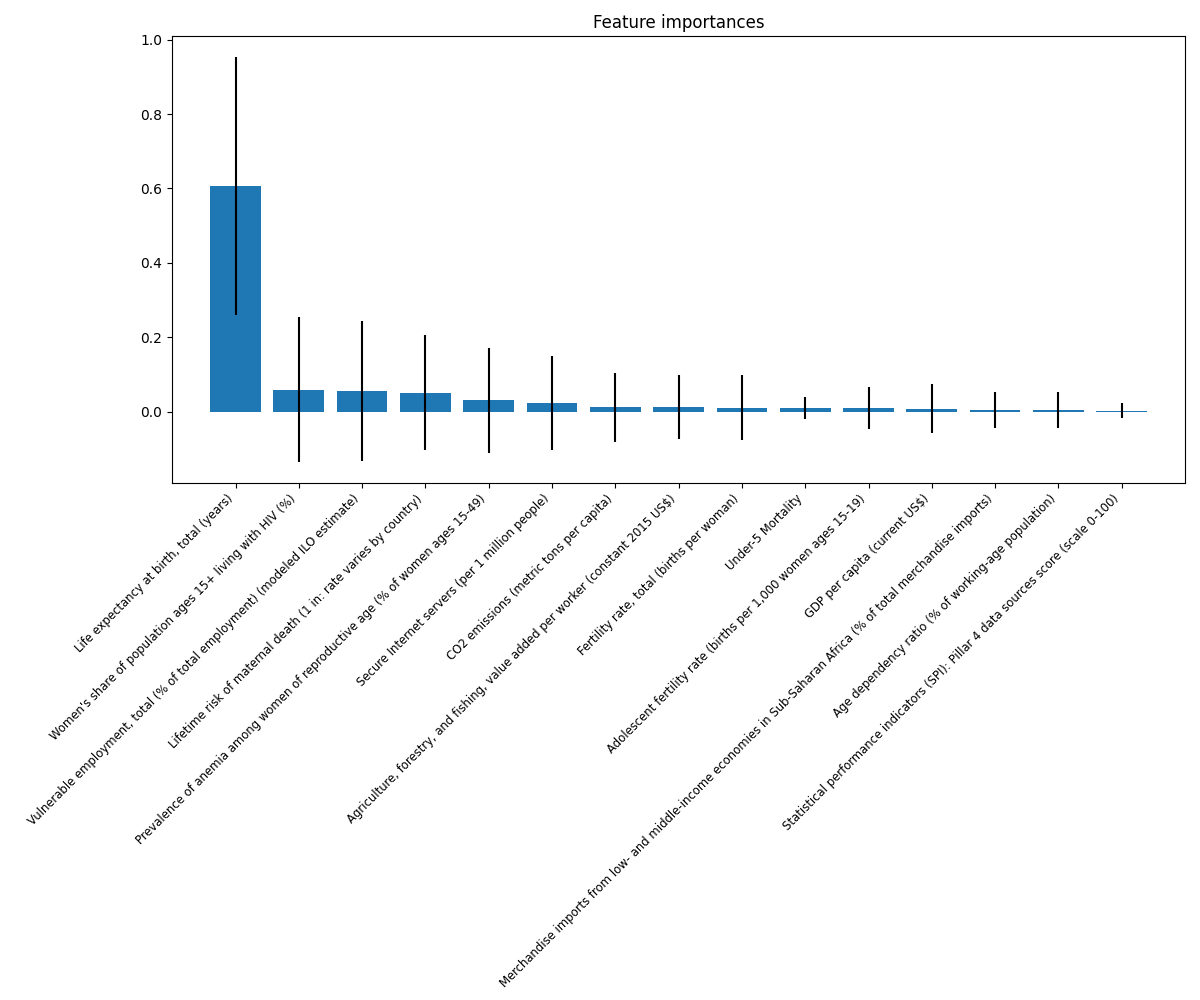 Feature importances
1.0
0.8
0.6
0.4
0.2
0.0
Life expectancy at birth, total (years)
Women's share of population ages 15+ living with HIV (%)
Vulnerable employment, total (% of total employment) (modeled ILO estimate)
Lifetime risk of maternal death (1 in: rate varies by country)
Prevalence of anemia among women of reproductive age (% of women ages 15-49)
Secure Internet servers (per 1 million people)
CO2 emissions (metric tons per capita)
Agriculture, forestry, and fishing, value added per worker (constant 2015 US$)
Fertility rate, total (births per woman)
Under-5 Mortality
Adolescent fertility rate (births per 1,000 women ages 15-19)
GDP per capita (current US$)
Merchandise imports from low- and middle-income economies in Sub-Saharan Africa (% of total merchandise imports)
Age dependency ratio (% of working-age population)
Statistical performance indicators (SPI): Pillar 4 data sources score (scale 0-100)